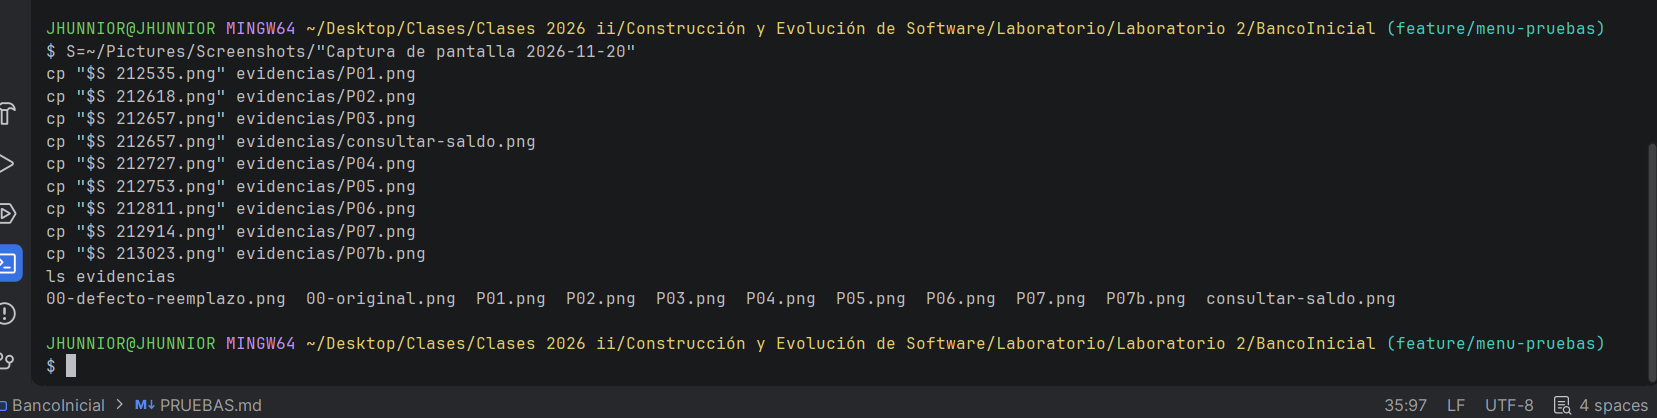 JHUNNIOR@JHUNNIOR MINGW64 ~/Desktop/Clases/Clases 2026 ii/Construcción y Evolución de Software/Laboratorio/Laboratorio 2/BancoInicial (feature/menu-pruebas)
$ S=~/Pictures/Screenshots/"Captura de pantalla 2026-11-20"
cp "$S 212535.png" evidencias/P01.png
cp "$S 212618.png" evidencias/P02.png
cp "$S 212657.png" evidencias/P03.png
cp "$S 212657.png" evidencias/consultar-saldo.png
cp "$S 212727.png" evidencias/P04.png
cp "$S 212753.png" evidencias/P05.png
cp "$S 212811.png" evidencias/P06.png
cp "$S 212914.png" evidencias/P07.png
cp "$S 213023.png" evidencias/P07b.png
ls evidencias
00-defecto-reemplazo.png  00-original.png  P01.png  P02.png  P03.png  P04.png  P05.png  P06.png  P07.png  P07b.png  consultar-saldo.png
JHUNNIOR@JHUNNIOR MINGW64 ~/Desktop/Clases/Clases 2026 ii/Construcción y Evolución de Software/Laboratorio/Laboratorio 2/BancoInicial (feature/menu-pruebas)
$
BancoInicial > M↓ PRUEBAS.md 35:97 LF UTF-8 4 spaces